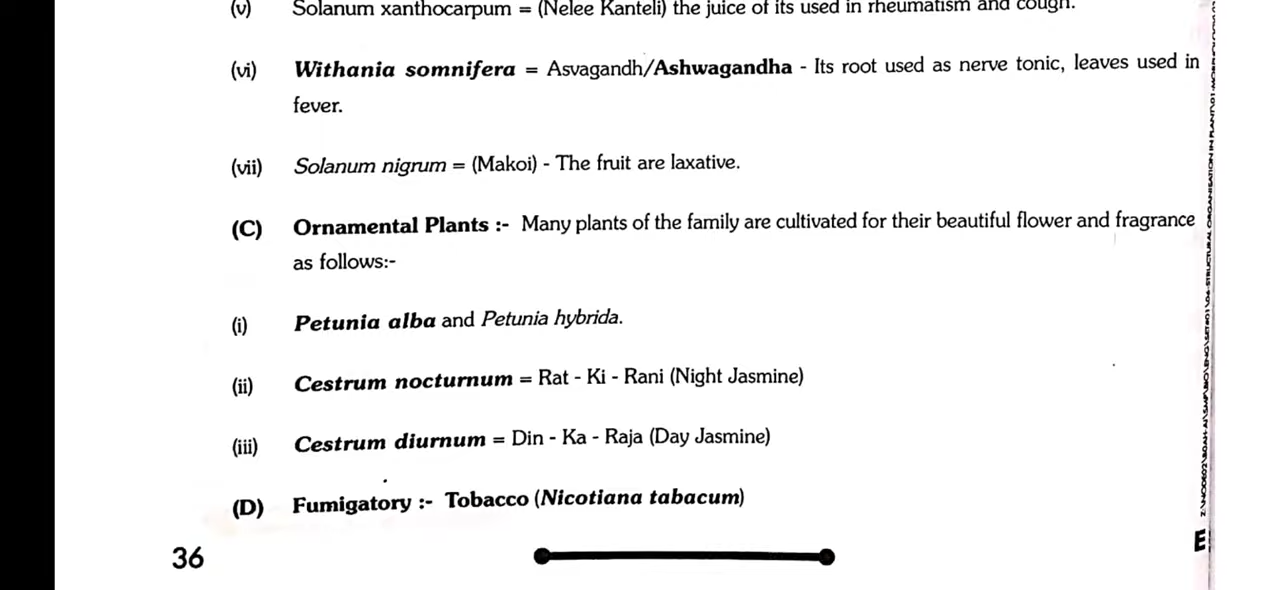 (v) Solanum xanthocarpum = (Nelee Kanteli) the juice of its used in rheumatism and cough.
(vi) Withania somnifera = Asvagandh/Ashwagandha - Its root used as nerve tonic, leaves used in
fever.
(vii) Solanum nigrum = (Makoi) - The fruit are laxative.
(C) Ornamental Plants :- Many plants of the family are cultivated for their beautiful flower and fragrance
as follows:-
(i) Petunia alba and Petunia hybrida.
(ii) Cestrum nocturnum = Rat - Ki - Rani (Night Jasmine)
(iii) Cestrum diurnum = Din - Ka - Raja (Day Jasmine)
(D) Fumigatory :- Tobacco (Nicotiana tabacum)
36
E